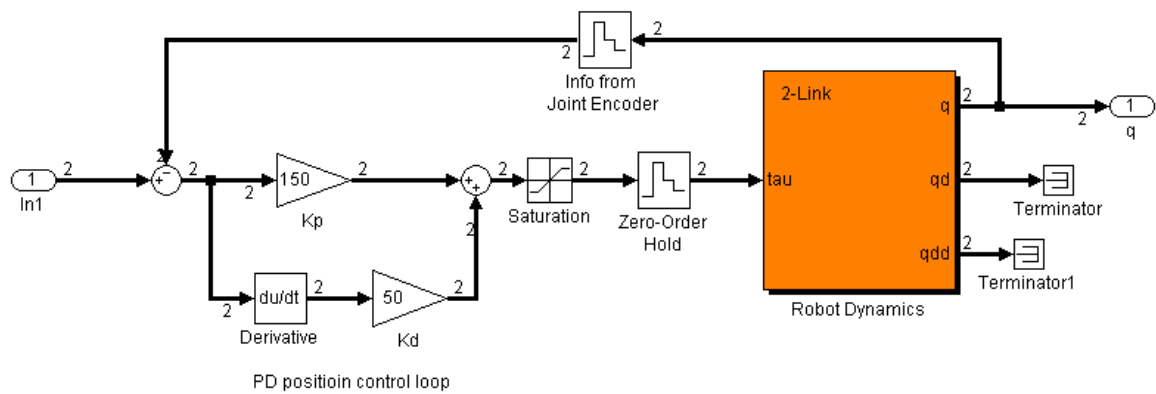 2
2
Info from
Joint Encoder
2-Link
q
2
1
2
q
2
1
2
In1
+
−
2
2
150
2
Kp
+
+
2
Saturation
2
Zero-Order
Hold
2
tau
qd
2
Terminator
qdd
2
Terminator1
Robot Dynamics
2
2
du/dt
2
Derivative
50
2
Kd
PD positioin control loop